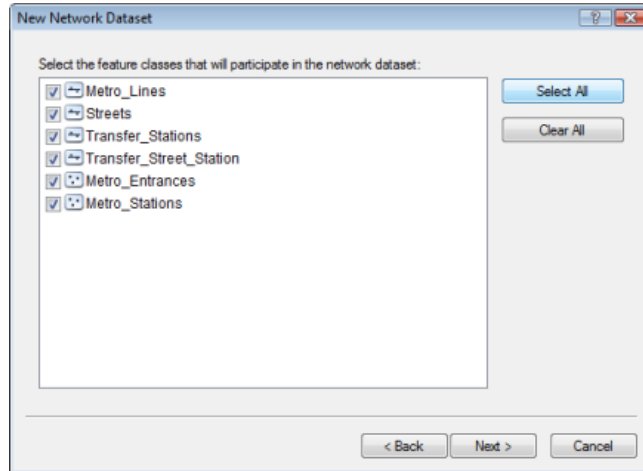 New Network Dataset
Select the feature classes that will participate in the network dataset:
Metro_Lines
Streets
Transfer_Stations
Transfer_Street_Station
Metro_Entrances
Metro_Stations
Select All
Clear All
< Back Next > Cancel